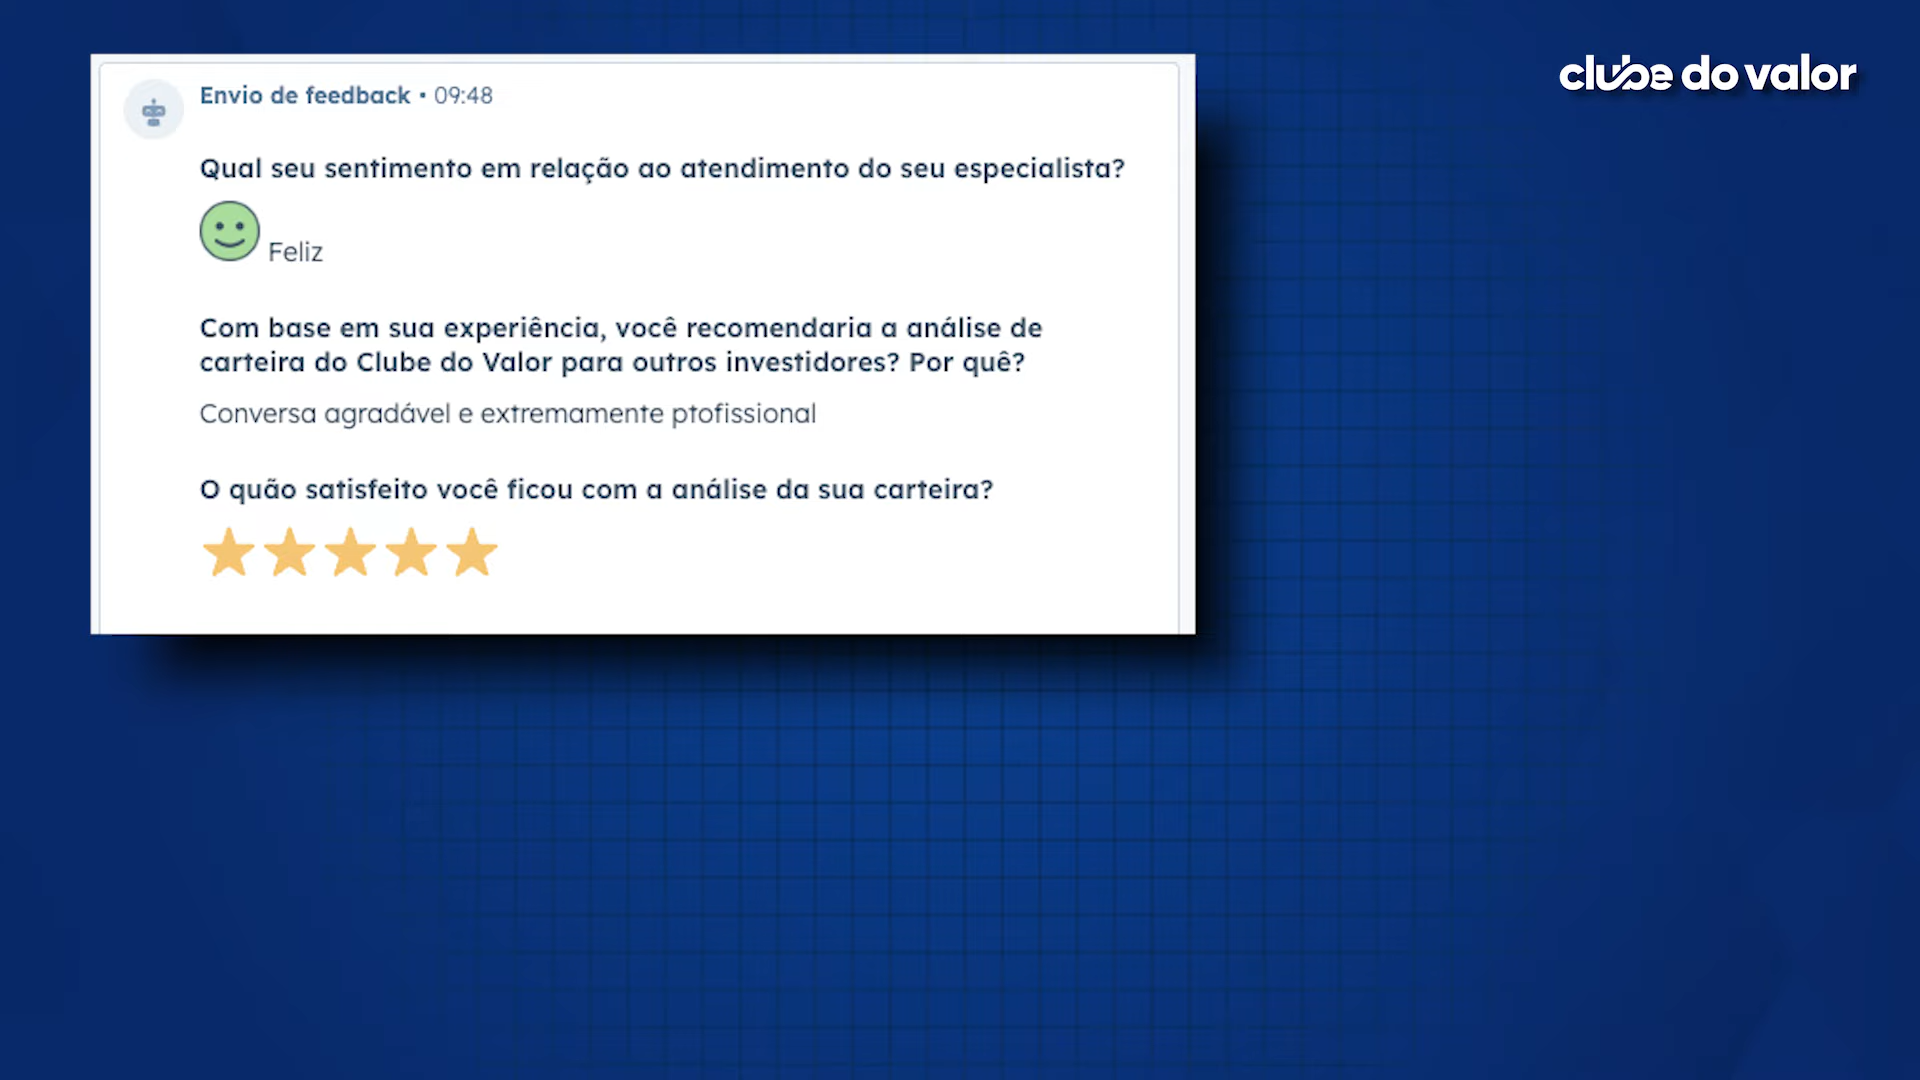 clube do valor
Envio de feedback • 09:48
Qual seu sentimento em relação ao atendimento do seu especialista?
Feliz
Com base em sua experiência, você recomendaria a análise de
carteira do Clube do Valor para outros investidores? Por quê?
Conversa agradável e extremamente ptofissional
O quão satisfeito você ficou com a análise da sua carteira?